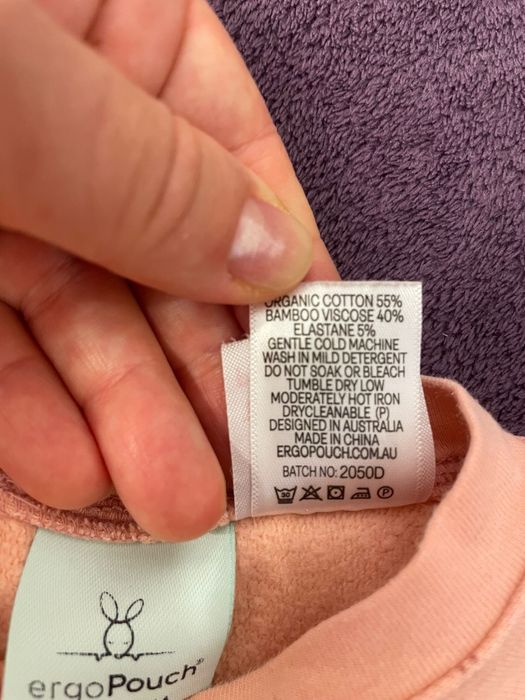 ORGANIC COTTON 55%
BAMBOO VISCOSE 40%
ELASTANE 5%
GENTLE COLD MACHINE
WASH IN MILD DETERGENT
DO NOT SOAK OR BLEACH
TUMBLE DRY LOW
MODERATELY HOT IRON
DRYCLEANABLE (P)
DESIGNED IN AUSTRALIA
MADE IN CHINA
ERGOPOUCH.COM.AU
BATCH NO: 2050D
30 P
ergoPouch®